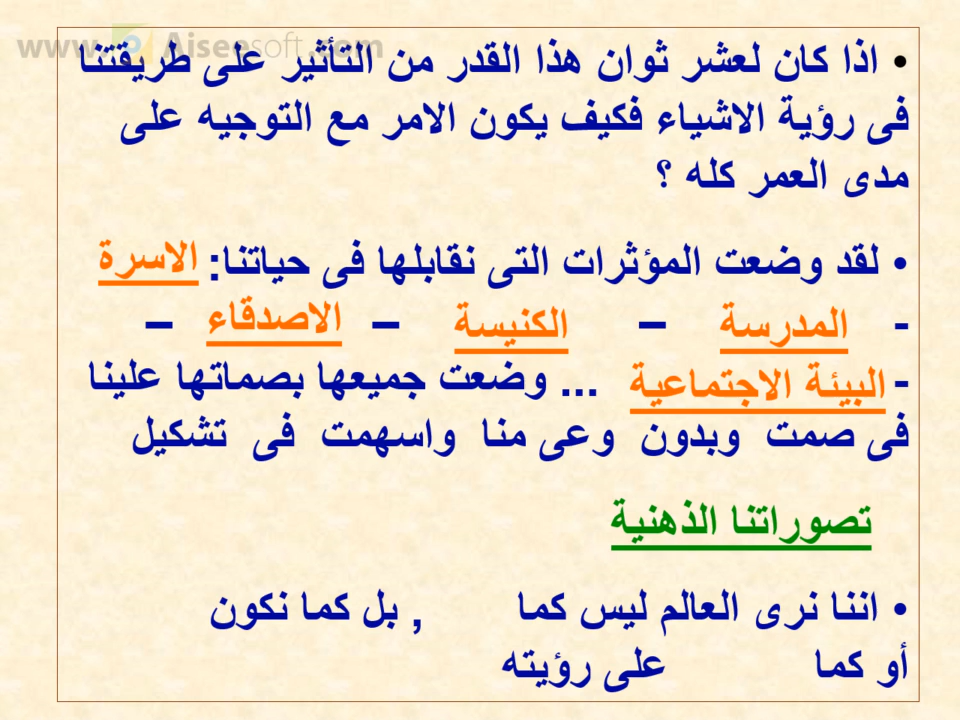 www.Aiseesoft.com
• اذا كان لعشر ثوان هذا القدر من التأثير على طريقتنا
فى رؤية الاشياء فكيف يكون الامر مع التوجيه على
مدى العمر كله ؟
• لقد وضعت المؤثرات التى نقابلها فى حياتنا: الاسرة
- المدرسة – الكنيسة – الاصدقاء –
- البيئة الاجتماعية ... وضعت جميعها بصماتها علينا
فى صمت وبدون وعى منا واسهمت فى تشكيل
تصوراتنا الذهنية
• اننا نرى العالم ليس كما , بل كما نكون
أو كما على رؤيته